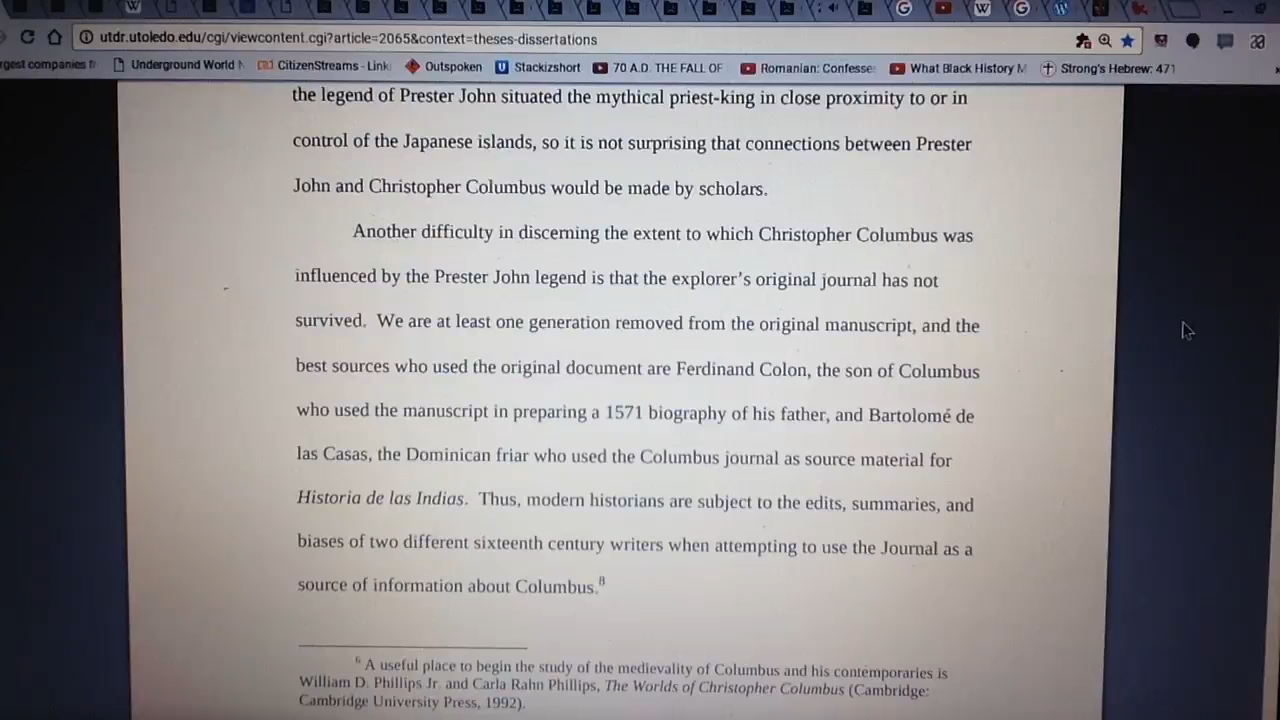 utdr.utoledo.edu/cgi/viewcontent.cgi?article=2065&context=theses-dissertations
rgest companies fr Underground World N CitizenStreams - Link Outspoken Stackizshort 70 A.D. THE FALL OF Romanian: Confesse What Black History M Strong's Hebrew: 471
the legend of Prester John situated the mythical priest-king in close proximity to or in
control of the Japanese islands, so it is not surprising that connections between Prester
John and Christopher Columbus would be made by scholars.
Another difficulty in discerning the extent to which Christopher Columbus was
influenced by the Prester John legend is that the explorer's original journal has not
survived. We are at least one generation removed from the original manuscript, and the
best sources who used the original document are Ferdinand Colon, the son of Columbus
who used the manuscript in preparing a 1571 biography of his father, and Bartolomé de
las Casas, the Dominican friar who used the Columbus journal as source material for
Historia de las Indias. Thus, modern historians are subject to the edits, summaries, and
biases of two different sixteenth century writers when attempting to use the Journal as a
source of information about Columbus.8
6 A useful place to begin the study of the medievality of Columbus and his contemporaries is
William D. Phillips Jr. and Carla Rahn Phillips, The Worlds of Christopher Columbus (Cambridge:
Cambridge University Press, 1992).